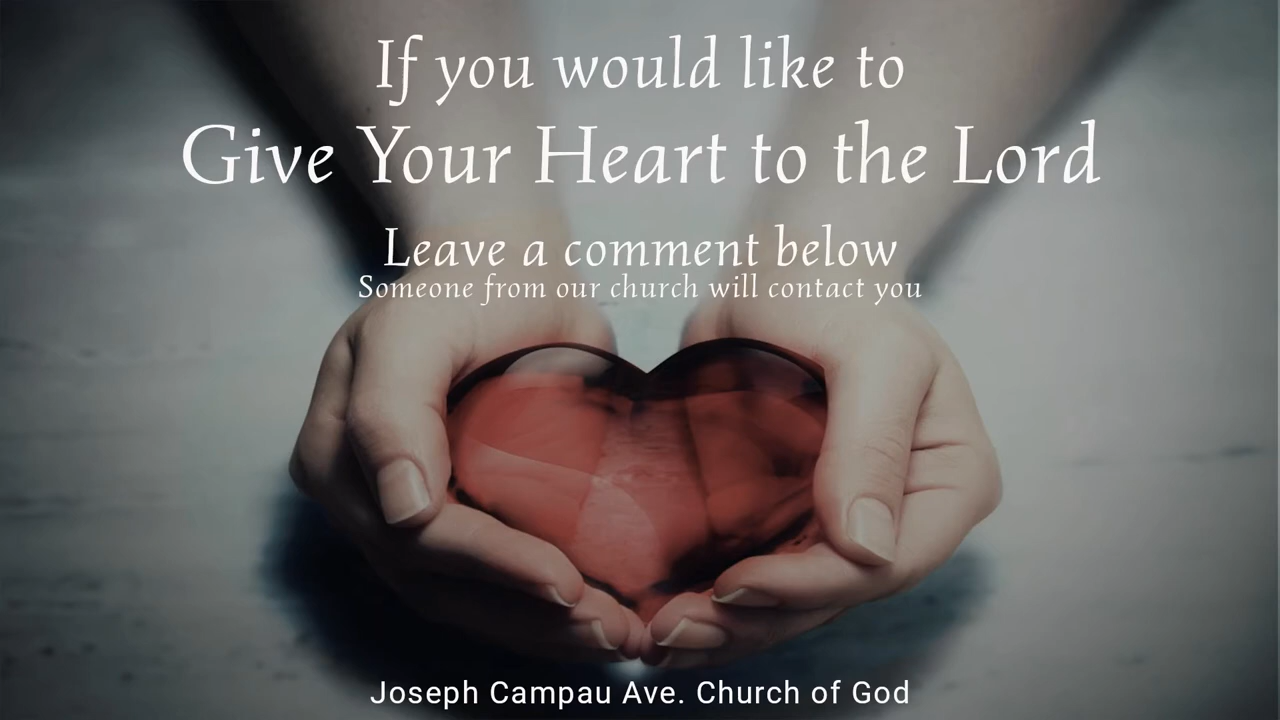 If you would like to
Give Your Heart to the Lord
Leave a comment below
Someone from our church will contact you
Joseph Campau Ave. Church of God